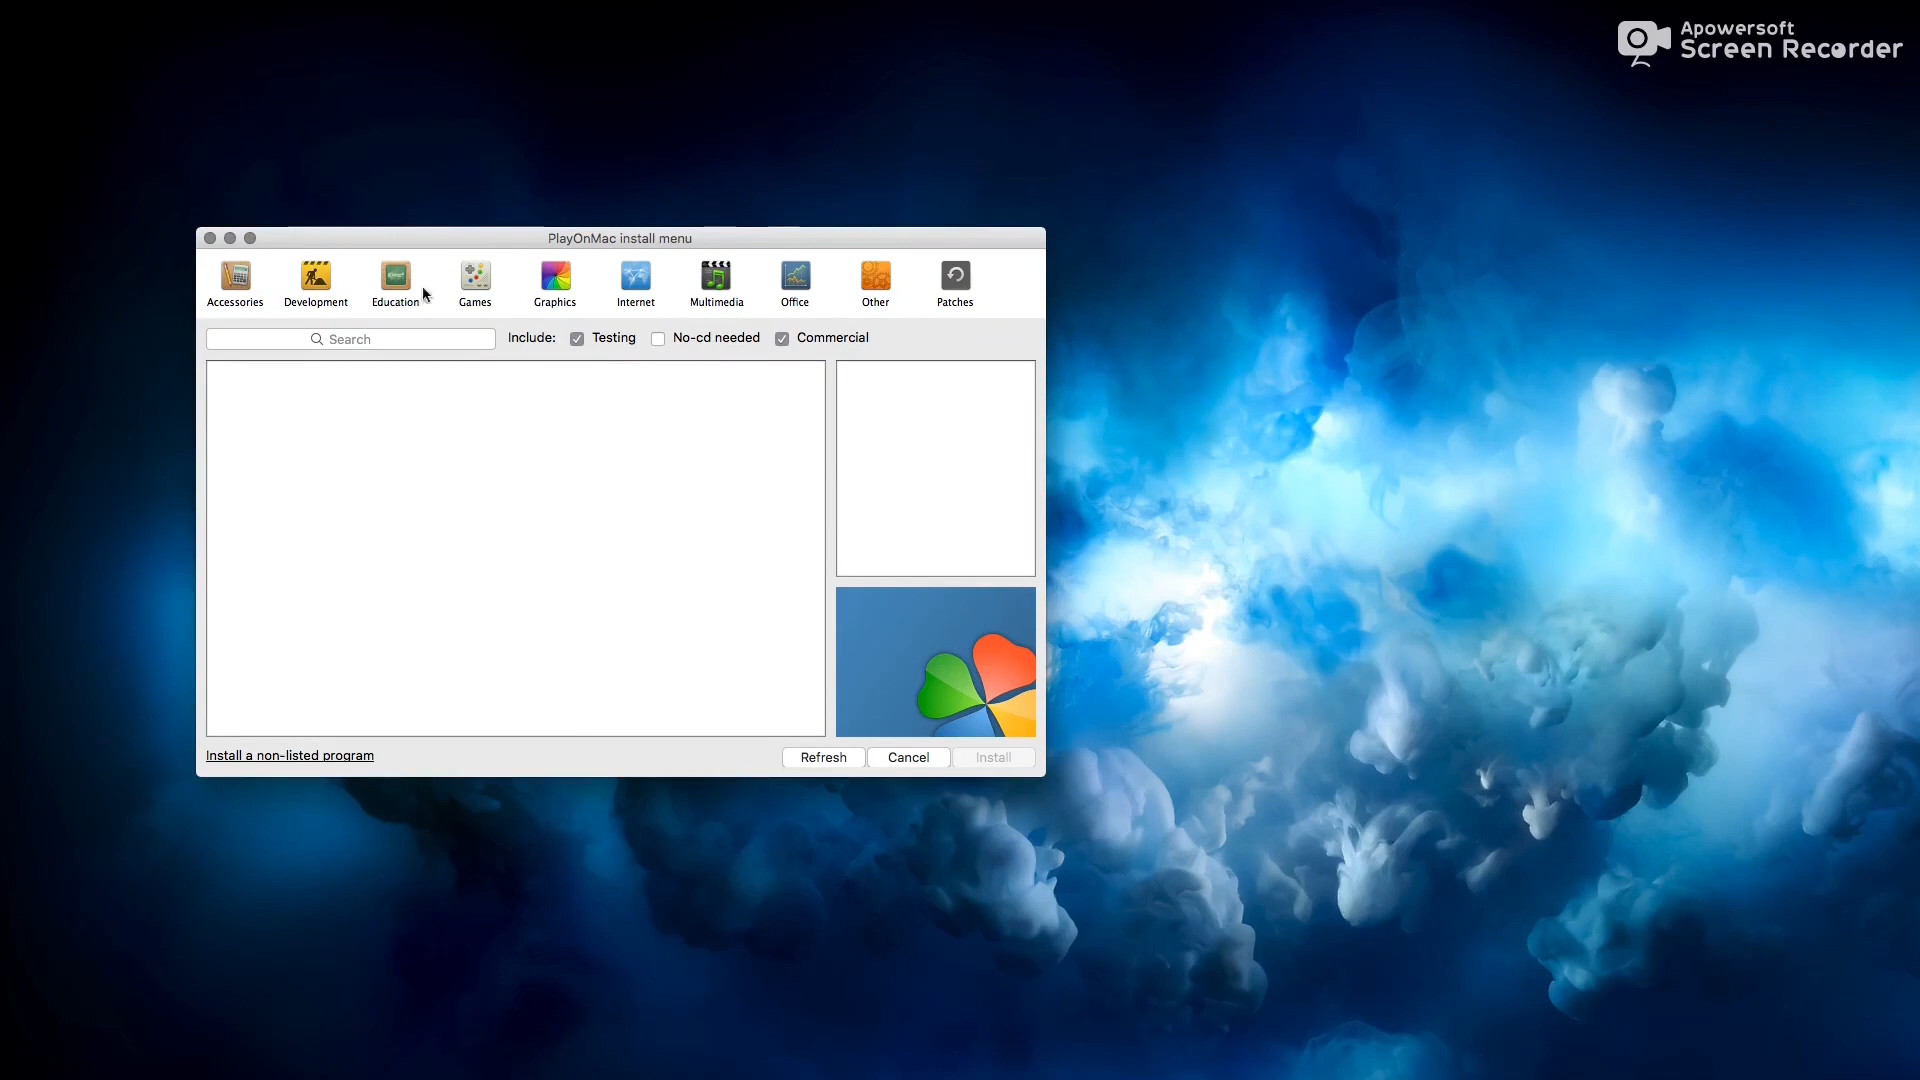 Apowersoft
Screen Recorder
PlayOnMac install menu
Accessories
Development
Education
Games
Graphics
Internet
Multimedia
Office
Other
Patches
Search
Include:
Testing
No-cd needed
Commercial
Install a non-listed program
Refresh
Cancel
Install